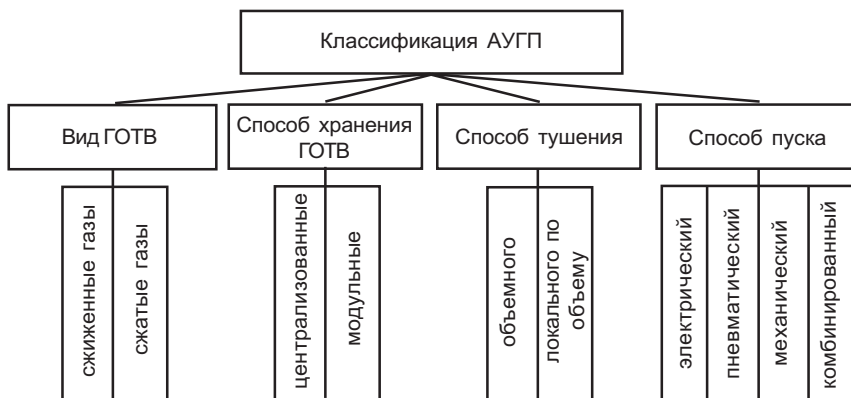 Классификация АУГП
Вид ГОТВ
Способ хранения
ГОТВ
Способ тушения
Способ пуска
сжиженные газы
сжатые газы
централизованные
модульные
объемного
локального по
объему
электрический
пневматический
механический
комбинированный